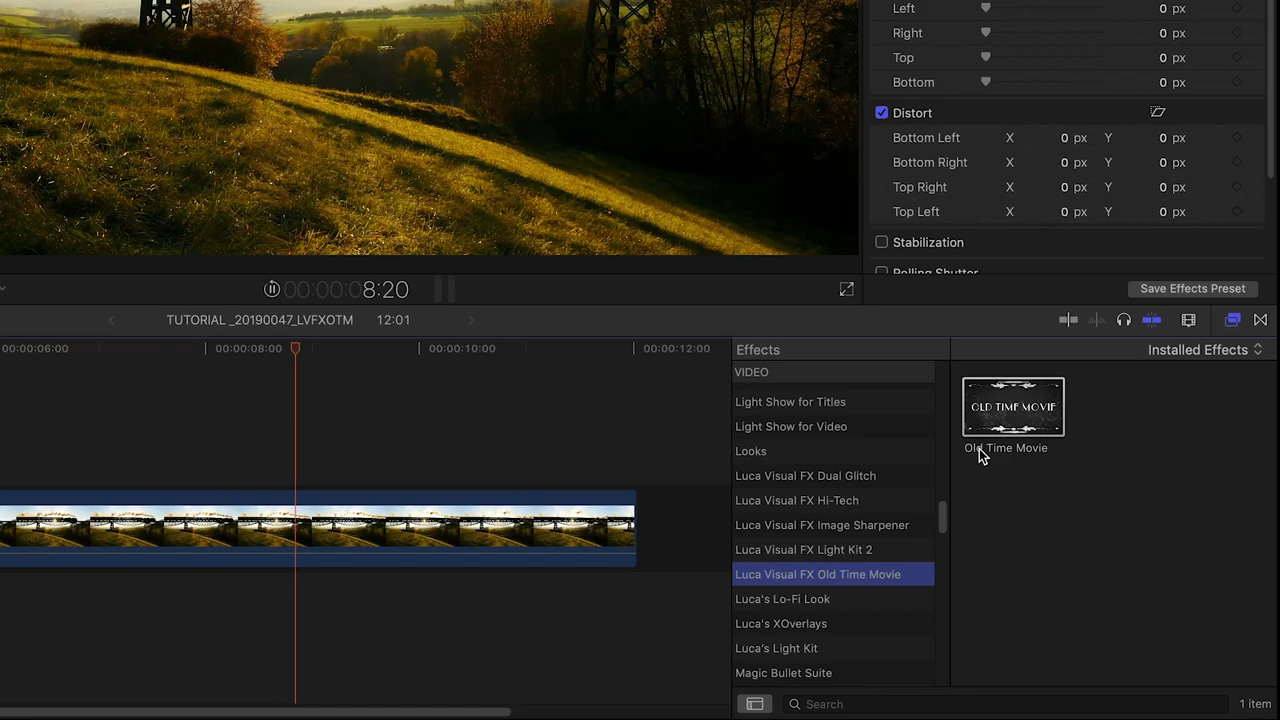 Left 0 px
Right 0 px
Top 0 px
Bottom 0 px
Distort
Bottom Left X 0 px Y 0 px
Bottom Right X 0 px Y 0 px
Top Right X 0 px Y 0 px
Top Left X 0 px Y 0 px
Stabilization
Rolling Shutter
00:00:08:20
Save Effects Preset
TUTORIAL _20190047_LVFXOTM 12:01
00:00:06:00 00:00:08:00 00:00:10:00 00:00:12:00
Effects
Installed Effects
VIDEO
Light Show for Titles
Light Show for Video
Looks
Luca Visual FX Dual Glitch
Luca Visual FX Hi-Tech
Luca Visual FX Image Sharpener
Luca Visual FX Light Kit 2
Luca Visual FX Old Time Movie
Luca's Lo-Fi Look
Luca's XOverlays
Luca's Light Kit
Magic Bullet Suite
OLD TIME MOVIE
Old Time Movie
Search
1 item